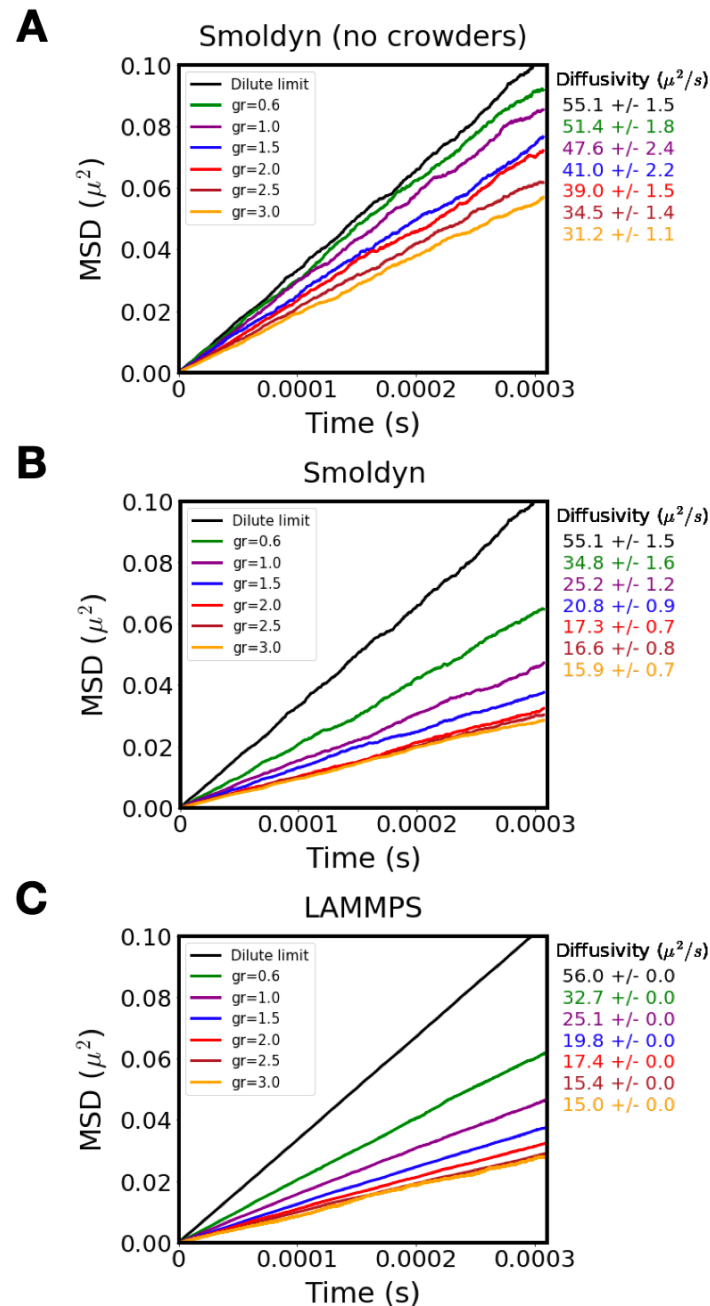 A
Smoldyn (no crowders)
0.10
0.08
0.06
0.04
0.02
0.00
MSD (μ²)
Dilute limit
gr=0.6
gr=1.0
gr=1.5
gr=2.0
gr=2.5
gr=3.0
Diffusivity (μ²/s)
55.1 +/- 1.5
51.4 +/- 1.8
47.6 +/- 2.4
41.0 +/- 2.2
39.0 +/- 1.5
34.5 +/- 1.4
31.2 +/- 1.1
0 0.0001 0.0002 0.0003
Time (s)
B
Smoldyn
0.10
0.08
0.06
0.04
0.02
0.00
MSD (μ²)
Dilute limit
gr=0.6
gr=1.0
gr=1.5
gr=2.0
gr=2.5
gr=3.0
Diffusivity (μ²/s)
55.1 +/- 1.5
34.8 +/- 1.6
25.2 +/- 1.2
20.8 +/- 0.9
17.3 +/- 0.7
16.6 +/- 0.8
15.9 +/- 0.7
0 0.0001 0.0002 0.0003
Time (s)
C
LAMMPS
0.10
0.08
0.06
0.04
0.02
0.00
MSD (μ²)
Dilute limit
gr=0.6
gr=1.0
gr=1.5
gr=2.0
gr=2.5
gr=3.0
Diffusivity (μ²/s)
56.0 +/- 0.0
32.7 +/- 0.0
25.1 +/- 0.0
19.8 +/- 0.0
17.4 +/- 0.0
15.4 +/- 0.0
15.0 +/- 0.0
0 0.0001 0.0002 0.0003
Time (s)